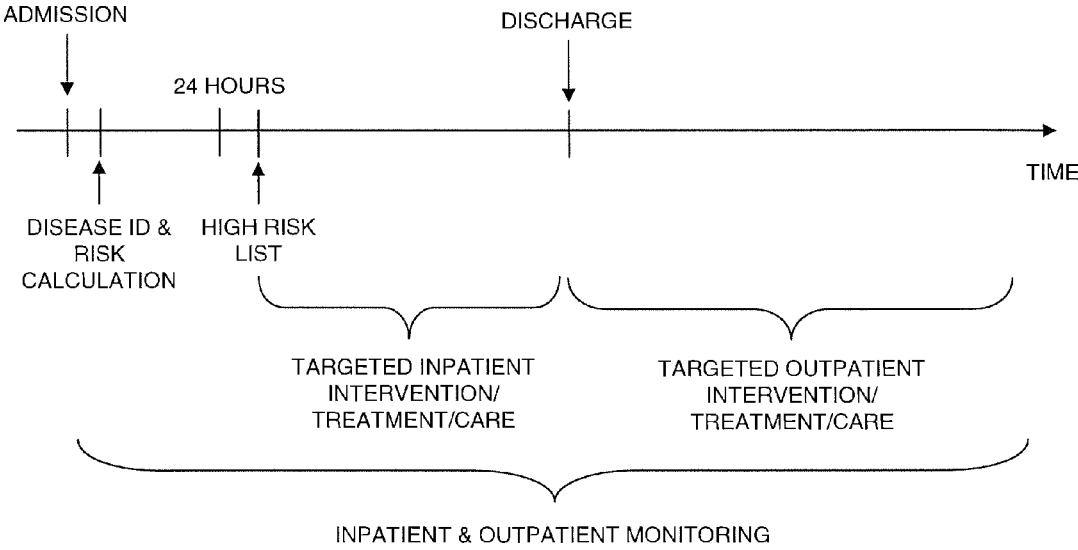 ADMISSION
DISCHARGE
24 HOURS
TIME
DISEASE ID &
RISK
CALCULATION
HIGH RISK
LIST
TARGETED INPATIENT
INTERVENTION/
TREATMENT/CARE
TARGETED OUTPATIENT
INTERVENTION/
TREATMENT/CARE
INPATIENT & OUTPATIENT MONITORING